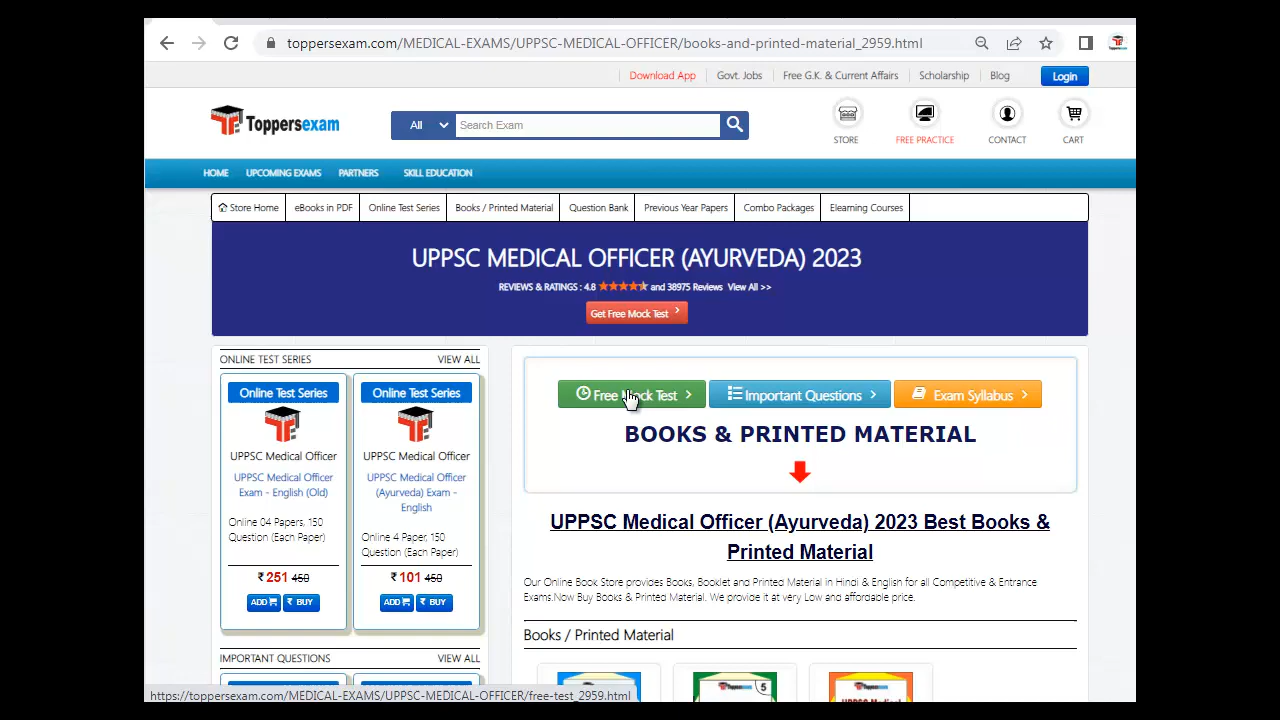 toppersexam.com/MEDICAL-EXAMS/UPPSC-MEDICAL-OFFICER/books-and-printed-material_2959.html
Download App Govt. Jobs Free G.K. & Current Affairs Scholarship Blog Login
Toppersexam All Search Exam
STORE FREE PRACTICE CONTACT CART
HOME UPCOMING EXAMS PARTNERS SKILL EDUCATION
Store Home eBooks in PDF Online Test Series Books / Printed Material Question Bank Previous Year Papers Combo Packages Elearning Courses
UPPSC MEDICAL OFFICER (AYURVEDA) 2023
REVIEWS & RATINGS : 4.8 and 38975 Reviews View All >>
Get Free Mock Test
ONLINE TEST SERIES VIEW ALL
Online Test Series
UPPSC Medical Officer
UPPSC Medical Officer
Exam - English (Old)
Online 04 Papers, 150
Question (Each Paper)
₹ 251 450
ADD ₹ BUY
Online Test Series
UPPSC Medical Officer
UPPSC Medical Officer
(Ayurveda) Exam -
English
Online 4 Paper, 150
Question (Each Paper)
₹ 101 450
ADD ₹ BUY
IMPORTANT QUESTIONS VIEW ALL
Free Mock Test Important Questions Exam Syllabus
BOOKS & PRINTED MATERIAL
UPPSC Medical Officer (Ayurveda) 2023 Best Books &
Printed Material
Our Online Book Store provides Books, Booklet and Printed Material in Hindi & English for all Competitive & Entrance
Exams.Now Buy Books & Printed Material. We provide it at very Low and affordable price.
Books / Printed Material
Toppersexam 5
Toppersexam
UPPSC Medical
https://toppersexam.com/MEDICAL-EXAMS/UPPSC-MEDICAL-OFFICER/free-test_2959.html